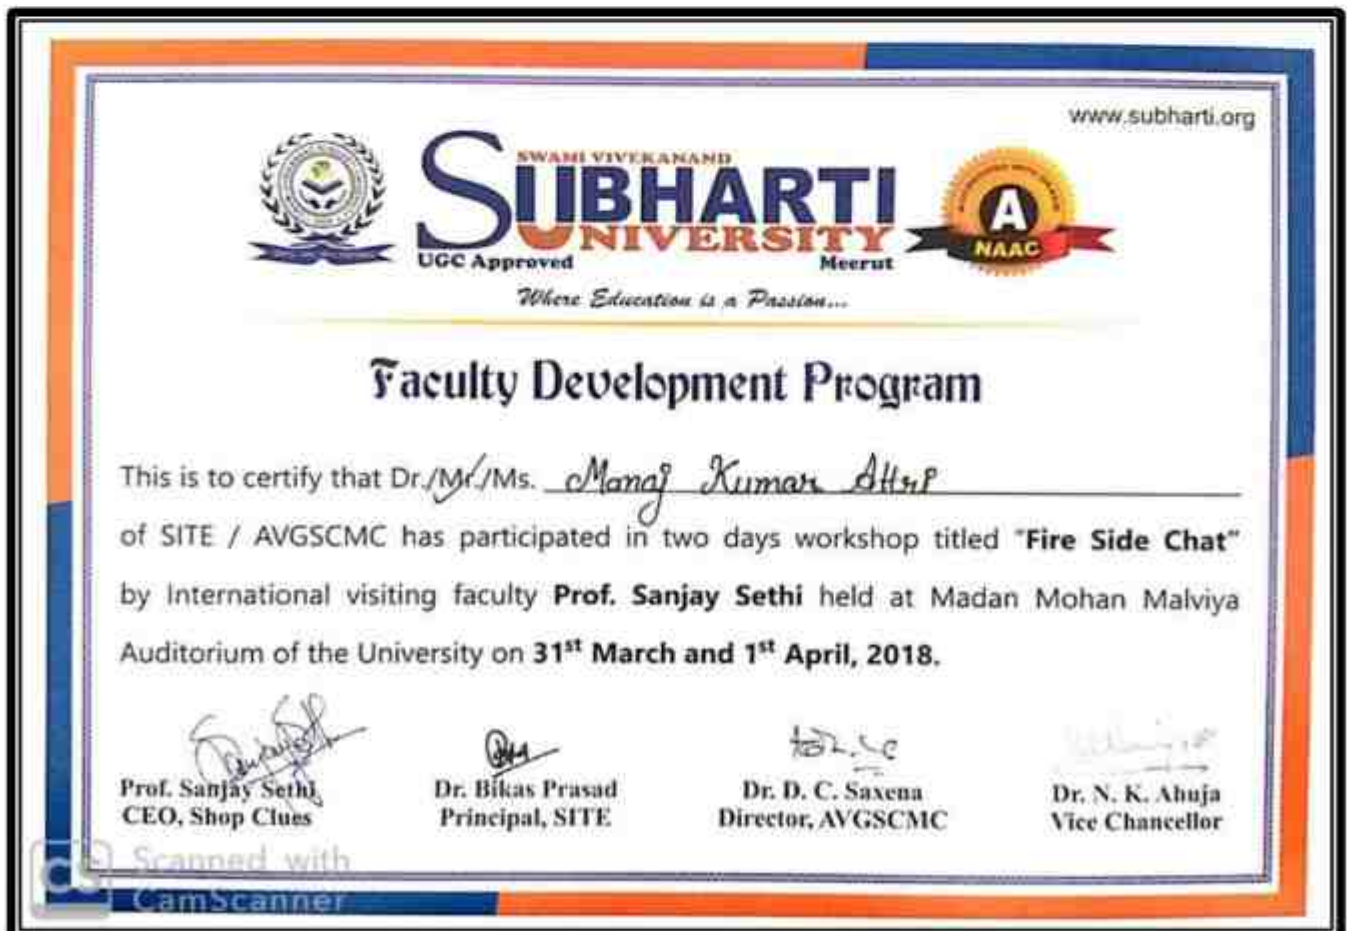 www.subharti.org
SWAMI VIVEKANAND
SUBHARTI
UNIVERSITY
UGC Approved Meerut
A
NAAC
Where Education is a Passion...
Faculty Development Program
This is to certify that Dr./Mr./Ms. Manoj Kumar Attri
of SITE / AVGSCMC has participated in two days workshop titled "Fire Side Chat"
by International visiting faculty Prof. Sanjay Sethi held at Madan Mohan Malviya
Auditorium of the University on 31st March and 1st April, 2018.
Prof. Sanjay Sethi Dr. Bikas Prasad Dr. D. C. Saxena Dr. N. K. Ahuja
CEO, Shop Clues Principal, SITE Director, AVGSCMC Vice Chancellor
CS Scanned with
CamScanner